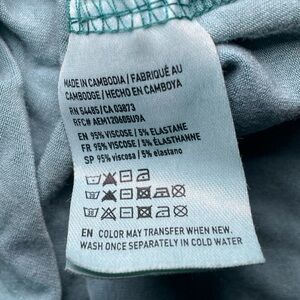 MADE IN CAMBODIA / FABRIQUÉ AU
CAMBODGE / HECHO EN CAMBOYA
RN 54485/CA 03873
RFC# AEM120605U9A
EN 95% VISCOSE / 5% ELASTANE
FR 95% VISCOSE / 5% ELASTHANNE
SP 95% viscosa / 5% elastano
EN COLOR MAY TRANSFER WHEN NEW.
WASH ONCE SEPARATELY IN COLD WATER